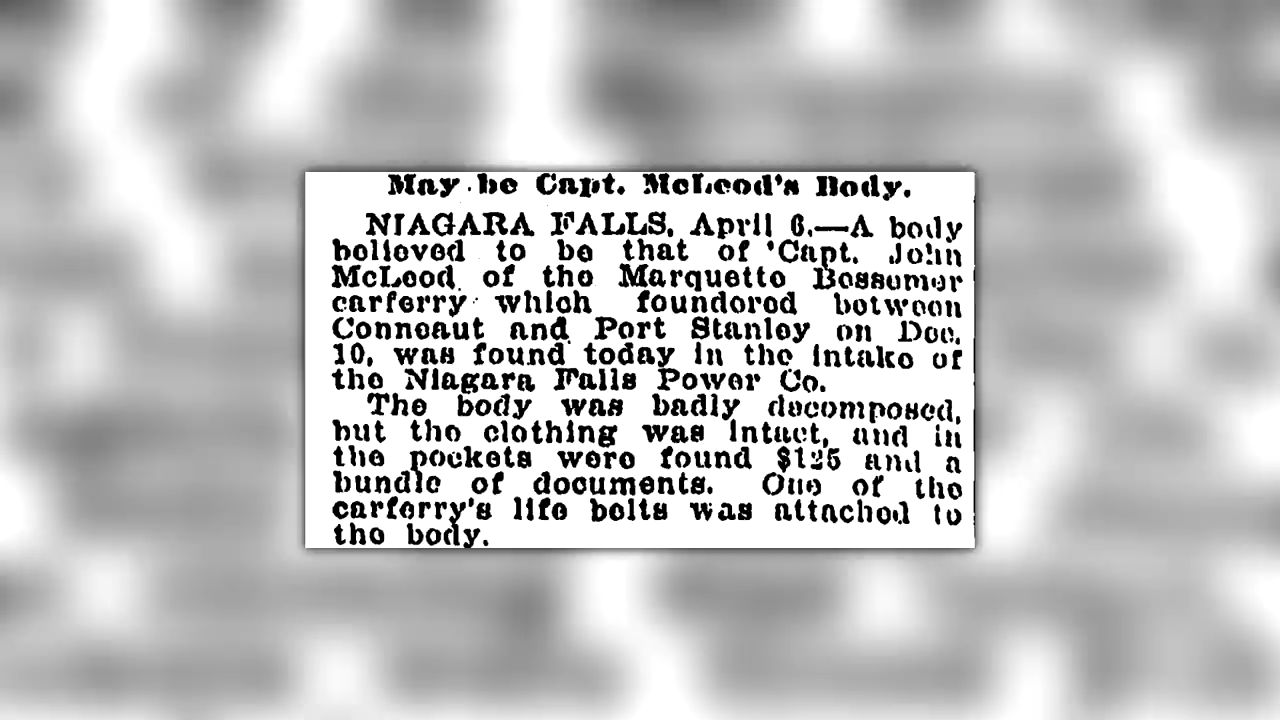 May be Capt. McLeod's Body.
NIAGARA FALLS, April 6.—A body
believed to be that of 'Capt. John
McLeod of the Marquette Bessemer
carferry which foundered between
Conneaut and Port Stanley on Dec.
10, was found today in the intake of
the Niagara Falls Power Co.
The body was badly decomposed,
but the clothing was intact, and in
the pockets were found $125 and a
bundle of documents. One of the
carferry's life belts was attached to
the body.